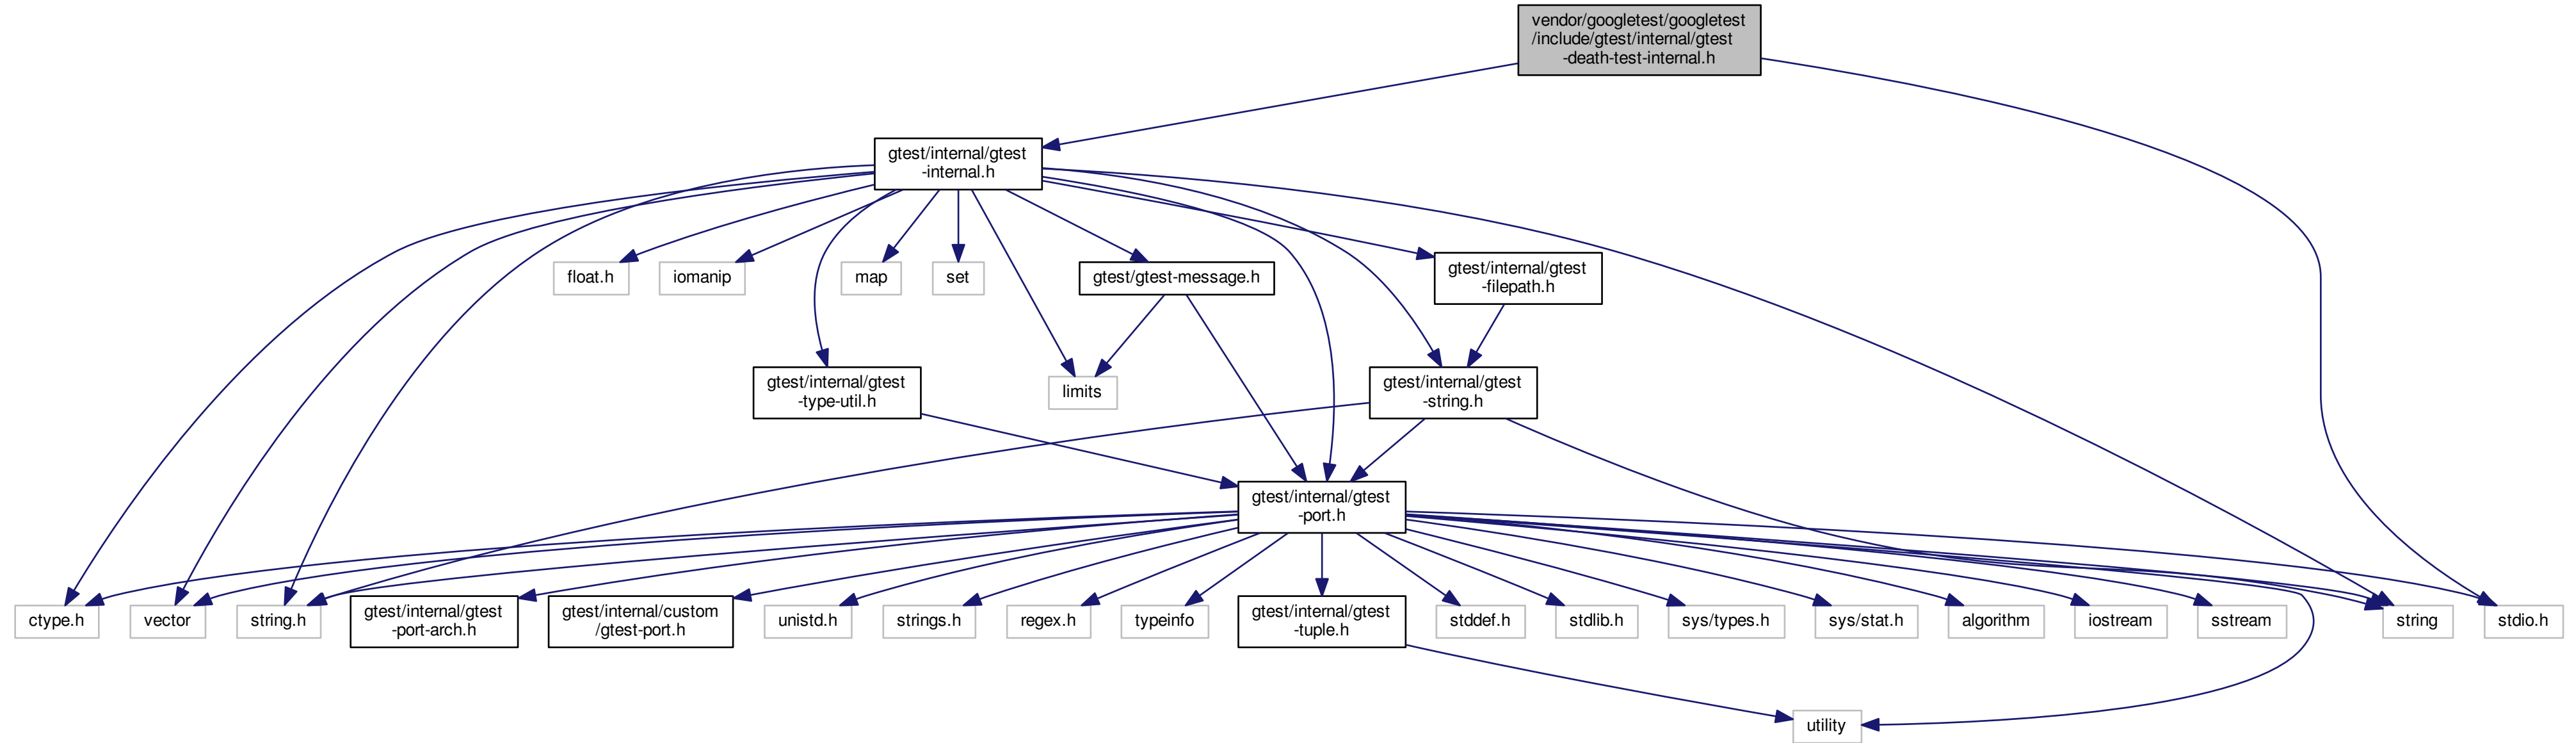 vendor/googletest/googletest
/include/gtest/internal/gtest
-death-test-internal.h
gtest/internal/gtest
-internal.h
float.h
iomanip
map
set
gtest/gtest-message.h
gtest/internal/gtest
-filepath.h
gtest/internal/gtest
-type-util.h
limits
gtest/internal/gtest
-string.h
gtest/internal/gtest
-port.h
ctype.h
vector
string.h
gtest/internal/gtest
-port-arch.h
gtest/internal/custom
/gtest-port.h
unistd.h
strings.h
regex.h
typeinfo
gtest/internal/gtest
-tuple.h
stddef.h
stdlib.h
sys/types.h
sys/stat.h
algorithm
iostream
sstream
string
stdio.h
utility